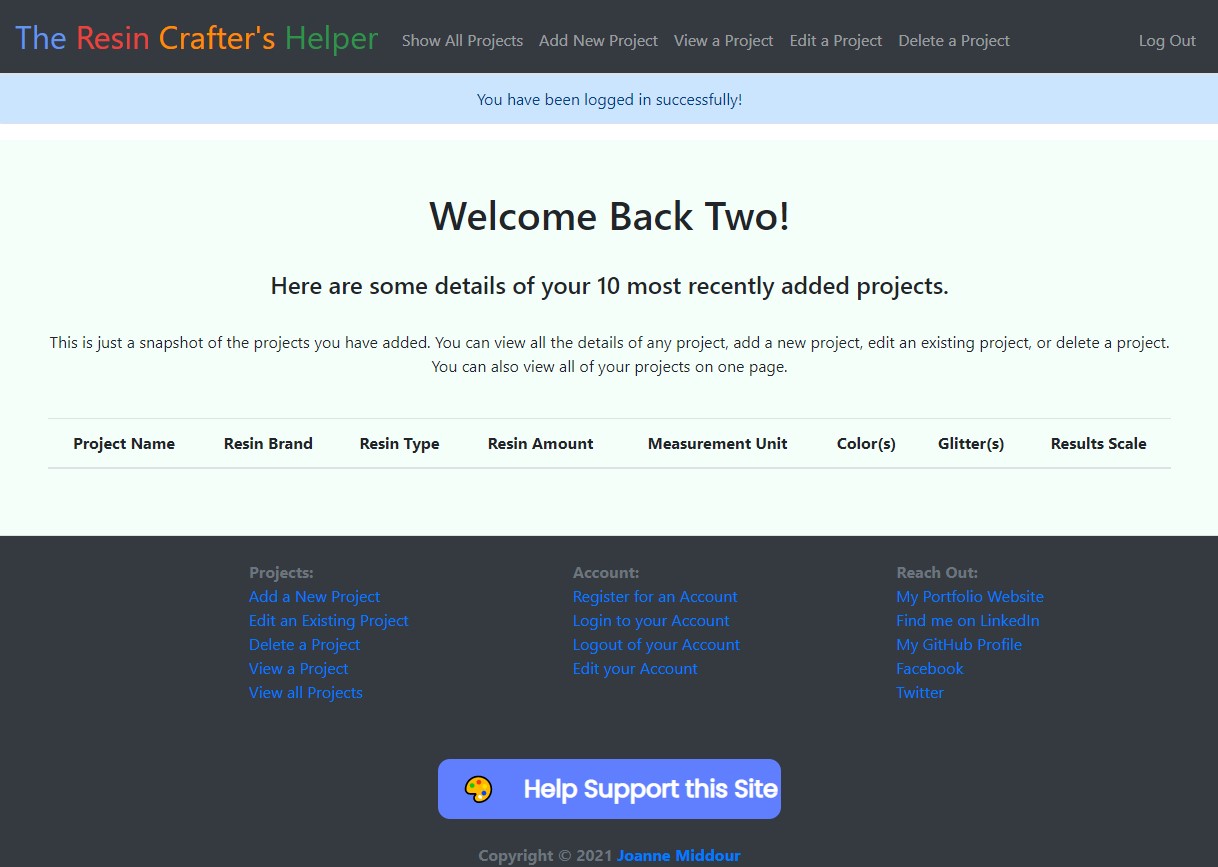 The Resin Crafter's Helper Show All Projects Add New Project View a Project Edit a Project Delete a Project Log Out
You have been logged in successfully!
Welcome Back Two!
Here are some details of your 10 most recently added projects.
This is just a snapshot of the projects you have added. You can view all the details of any project, add a new project, edit an existing project, or delete a project.
You can also view all of your projects on one page.
Project Name Resin Brand Resin Type Resin Amount Measurement Unit Color(s) Glitter(s) Results Scale
Projects:
Add a New Project
Edit an Existing Project
Delete a Project
View a Project
View all Projects
Account:
Register for an Account
Login to your Account
Logout of your Account
Edit your Account
Reach Out:
My Portfolio Website
Find me on LinkedIn
My GitHub Profile
Facebook
Twitter
Help Support this Site
Copyright © 2021 Joanne Middour